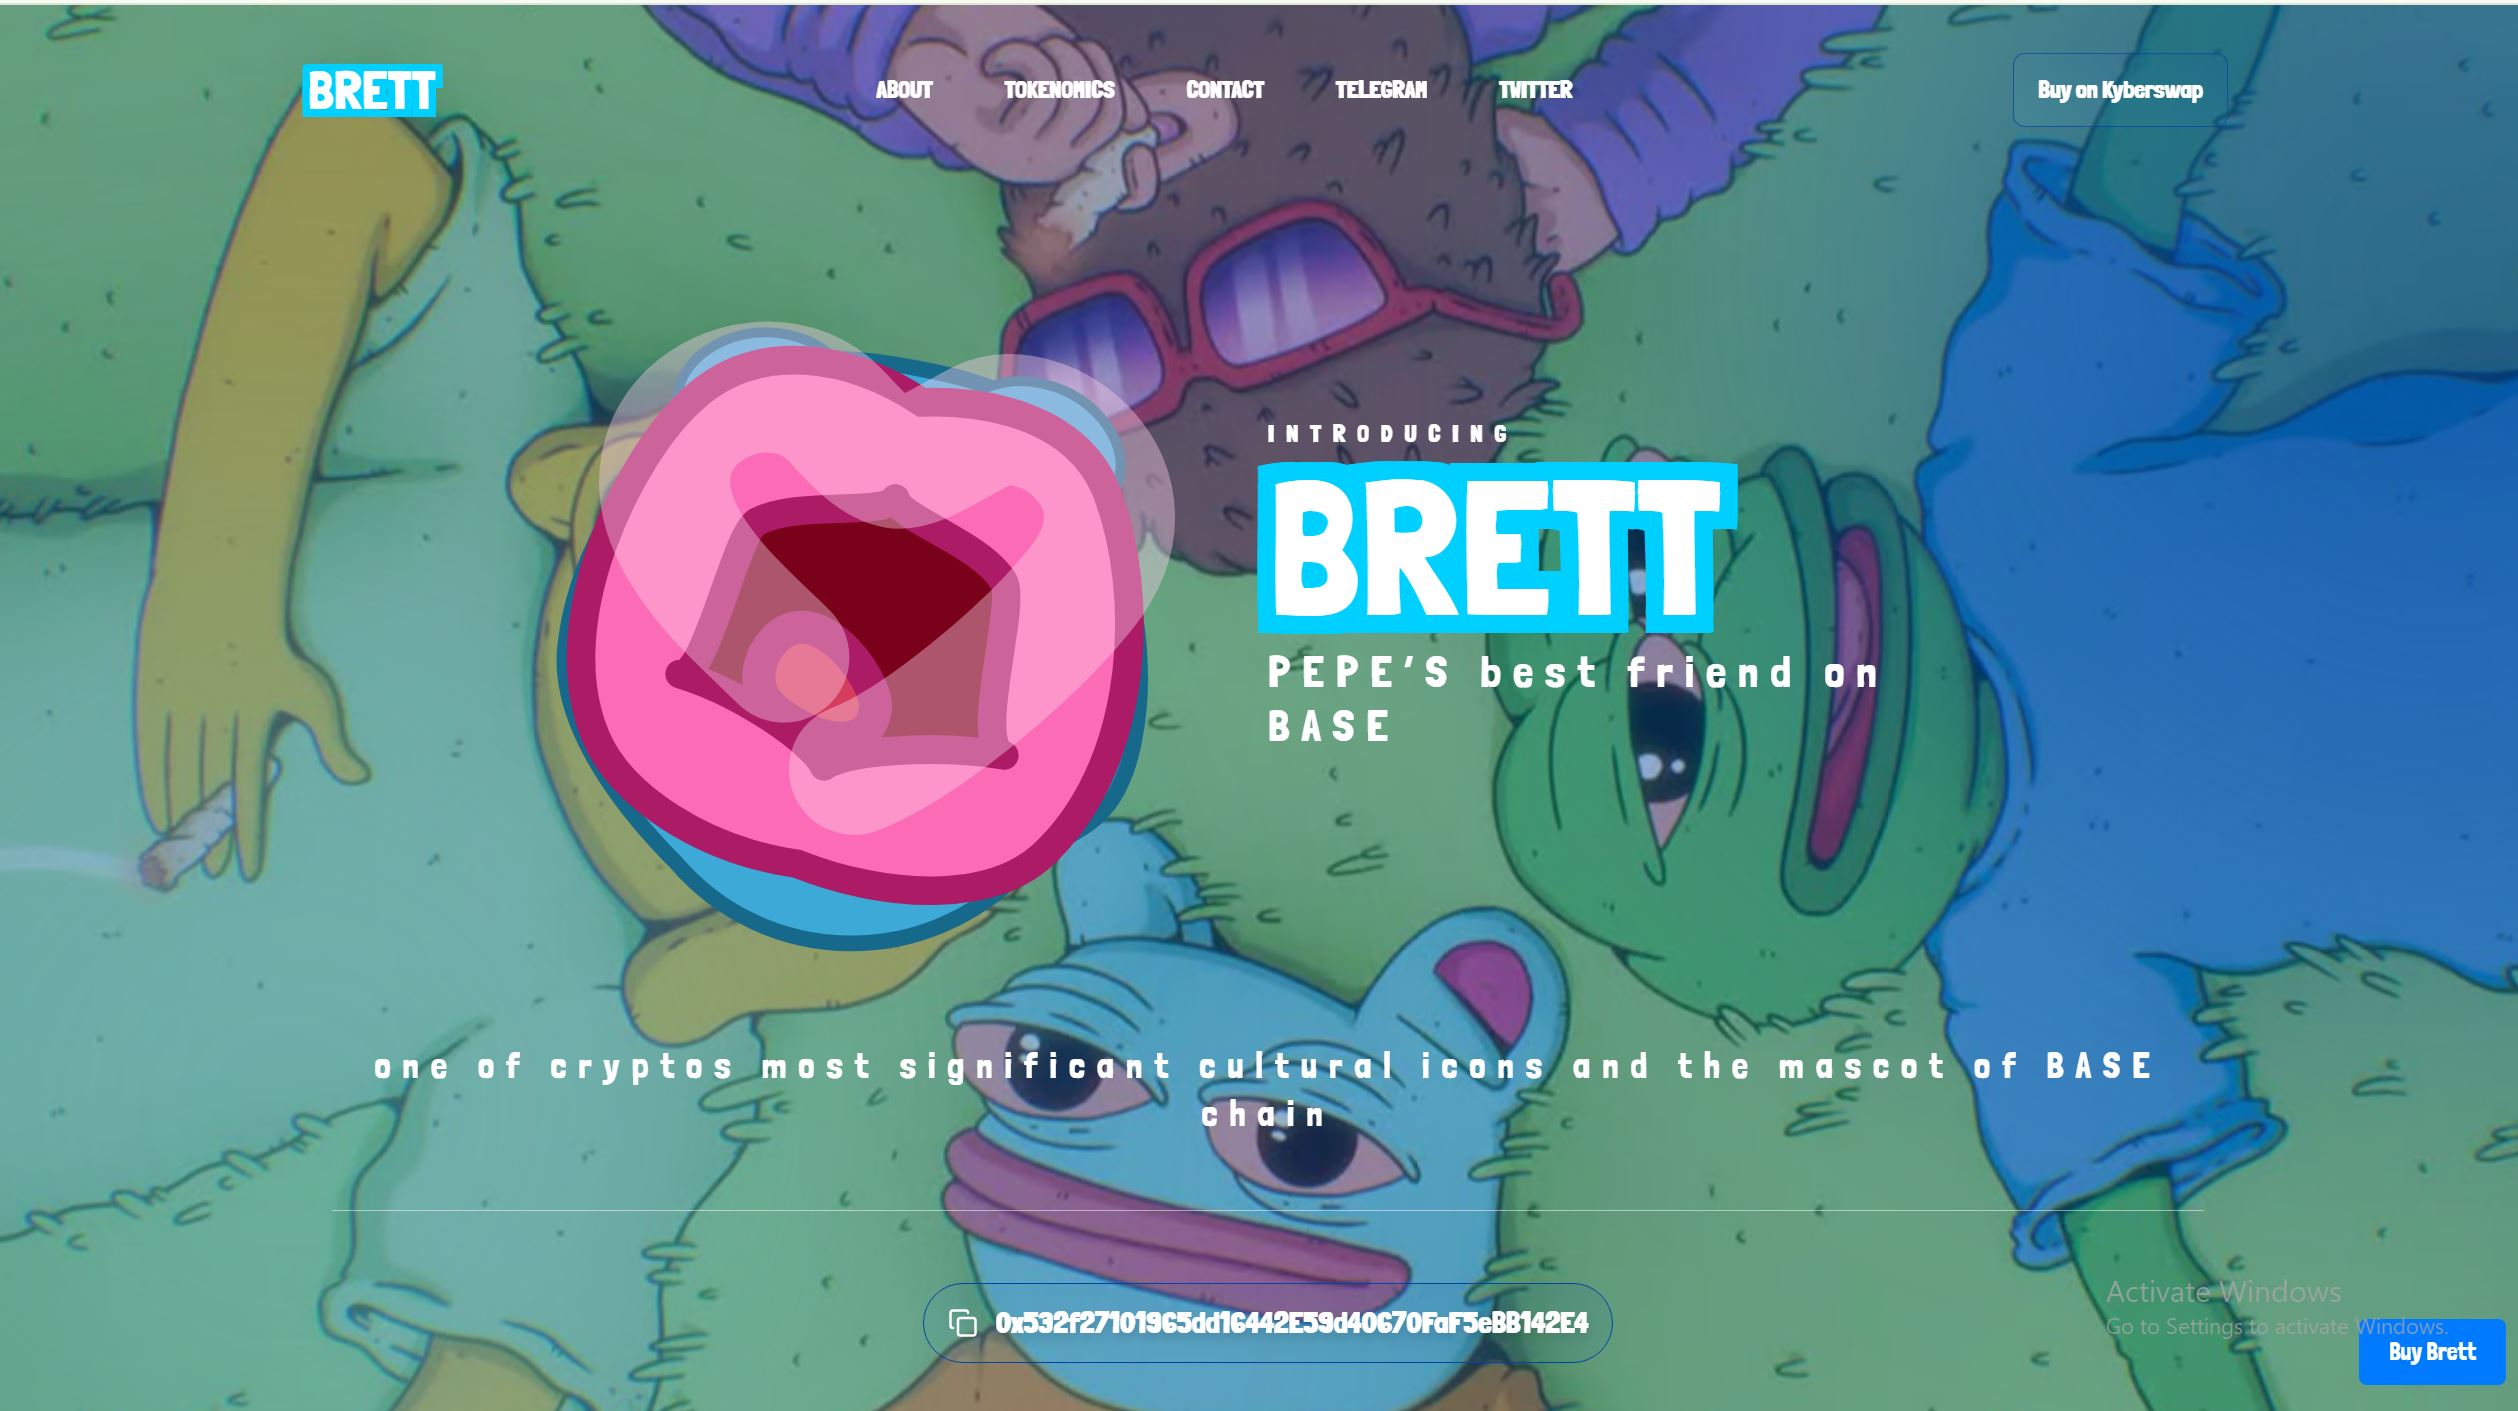 BRETT
ABOUT TOKENOMICS CONTACT TELEGRAM TWITTER
Buy on Kyberswap
INTRODUCING
BRETT
PEPE'S best friend on
BASE
one of cryptos most significant cultural icons and the mascot of BASE
chain
0x532f27101965dd16442E59d40670FaF5eBB142E4
Activate Windows
Go to Settings to activate Windows.
Buy Brett